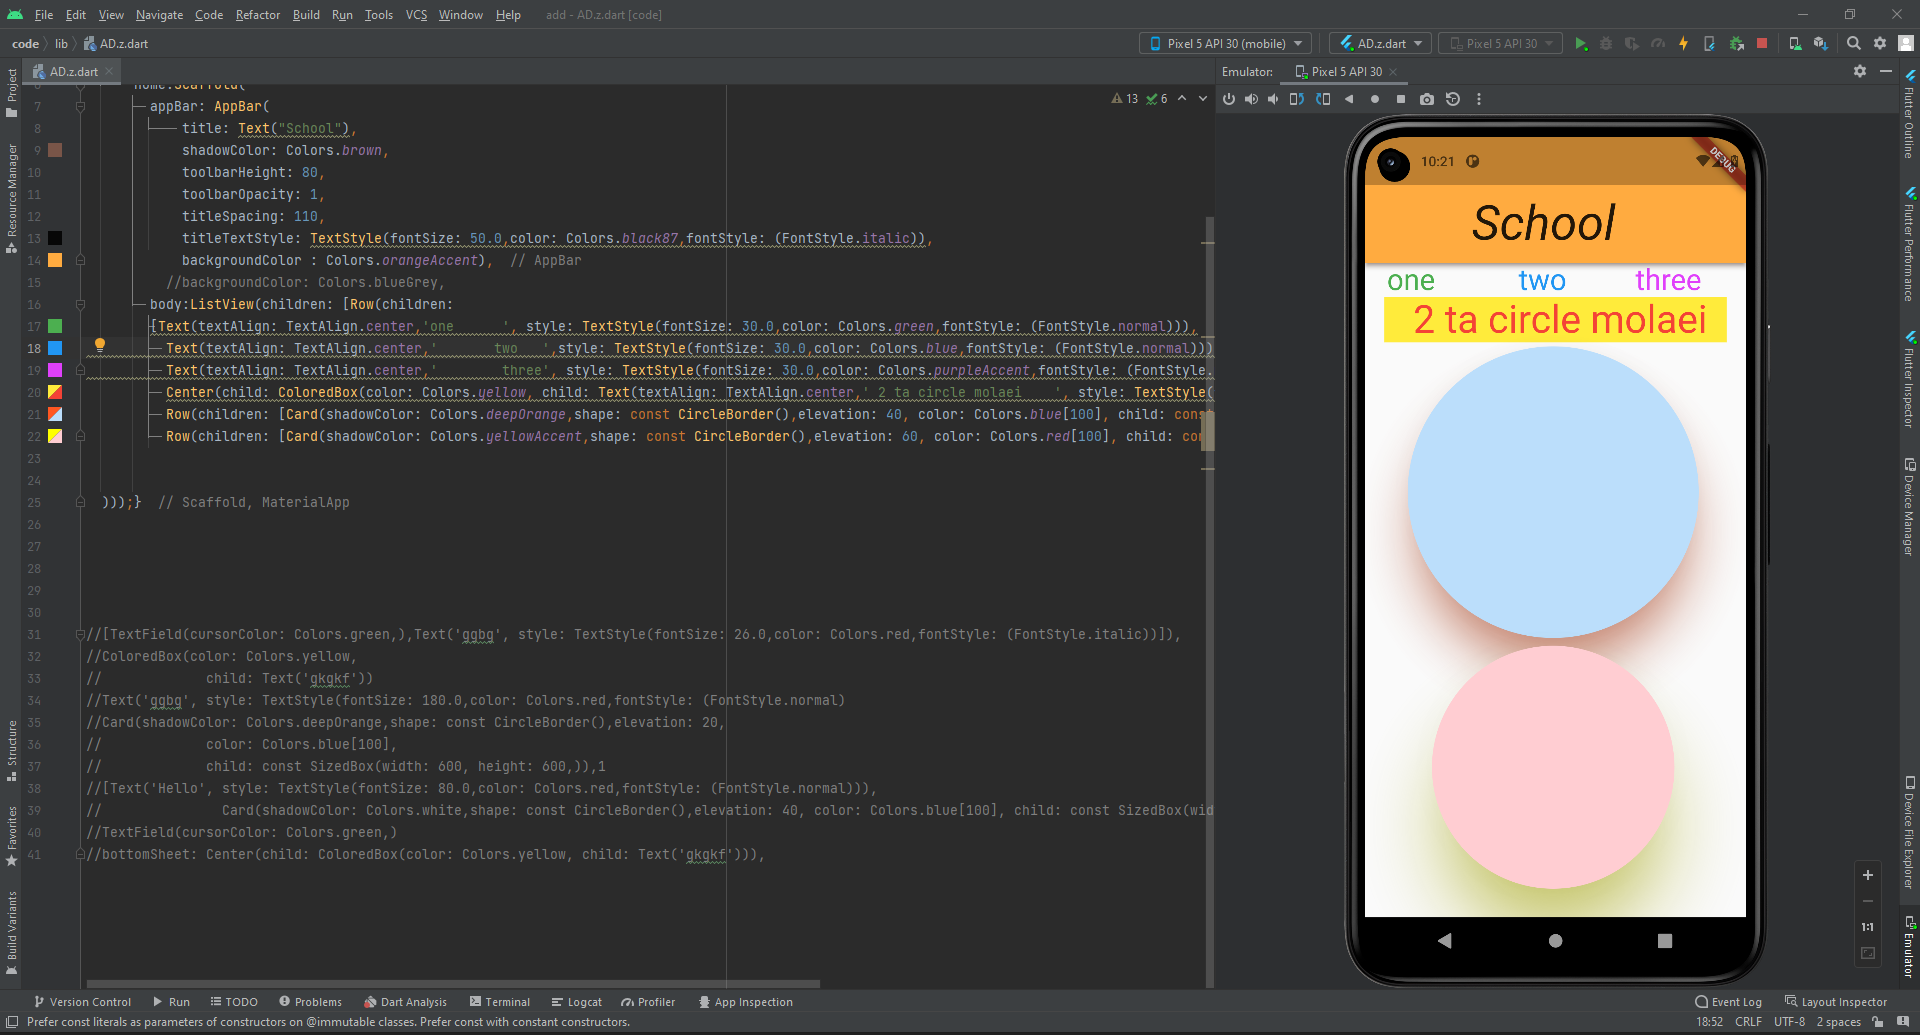 File Edit View Navigate Code Refactor Build Run Tools VCS Window Help add - AD.z.dart [code]
code lib AD.z.dart Pixel 5 API 30 (mobile) AD.z.dart Pixel 5 API 30
AD.z.dart Emulator: Pixel 5 API 30
13 6
7 appBar: AppBar(
8 title: Text("School"),
9 shadowColor: Colors.brown,
10 toolbarHeight: 80,
11 toolbarOpacity: 1,
12 titleSpacing: 110,
13 titleTextStyle: TextStyle(fontSize: 50.0,color: Colors.black87,fontStyle: (FontStyle.italic)),
14 backgroundColor : Colors.orangeAccent), // AppBar
15 //backgroundColor: Colors.blueGrey,
16 body:ListView(children: [Row(children:
17 [Text(textAlign: TextAlign.center,'one      ', style: TextStyle(fontSize: 30.0,color: Colors.green,fontStyle: (FontStyle.normal))),
18 Text(textAlign: TextAlign.center,'       two   ',style: TextStyle(fontSize: 30.0,color: Colors.blue,fontStyle: (FontStyle.normal)))
19 Text(textAlign: TextAlign.center,'        three', style: TextStyle(fontSize: 30.0,color: Colors.purpleAccent,fontStyle: (FontStyle.
20 Center(child: ColoredBox(color: Colors.yellow, child: Text(textAlign: TextAlign.center,' 2 ta circle molaei    ', style: TextStyle(
21 Row(children: [Card(shadowColor: Colors.deepOrange,shape: const CircleBorder(),elevation: 40, color: Colors.blue[100], child: cons
22 Row(children: [Card(shadowColor: Colors.yellowAccent,shape: const CircleBorder(),elevation: 60, color: Colors.red[100], child: con
23
24
25 )));} // Scaffold, MaterialApp
26
27
28
29
30
31 //[TextField(cursorColor: Colors.green,),Text('ggbg', style: TextStyle(fontSize: 26.0,color: Colors.red,fontStyle: (FontStyle.italic))]),
32 //ColoredBox(color: Colors.yellow,
33 // child: Text('gkgkf'))
34 //Text('ggbg', style: TextStyle(fontSize: 180.0,color: Colors.red,fontStyle: (FontStyle.normal)
35 //Card(shadowColor: Colors.deepOrange,shape: const CircleBorder(),elevation: 20,
36 // color: Colors.blue[100],
37 // child: const SizedBox(width: 600, height: 600,)),1
38 //[Text('Hello', style: TextStyle(fontSize: 80.0,color: Colors.red,fontStyle: (FontStyle.normal))),
39 // Card(shadowColor: Colors.white,shape: const CircleBorder(),elevation: 40, color: Colors.blue[100], child: const SizedBox(wid
40 //TextField(cursorColor: Colors.green,)
41 //bottomSheet: Center(child: ColoredBox(color: Colors.yellow, child: Text('gkgkf'))),
10:21
DEBUG
School
one two three
2 ta circle molaei
1:1
Project
Resource Manager
Structure
Favorites
Build Variants
Flutter Outline
Flutter Performance
Flutter Inspector
Device Manager
Device File Explorer
Emulator
Version Control Run TODO Problems Dart Analysis Terminal Logcat Profiler App Inspection Event Log Layout Inspector
Prefer const literals as parameters of constructors on @immutable classes. Prefer const with constant constructors. 18:52 CRLF UTF-8 2 spaces